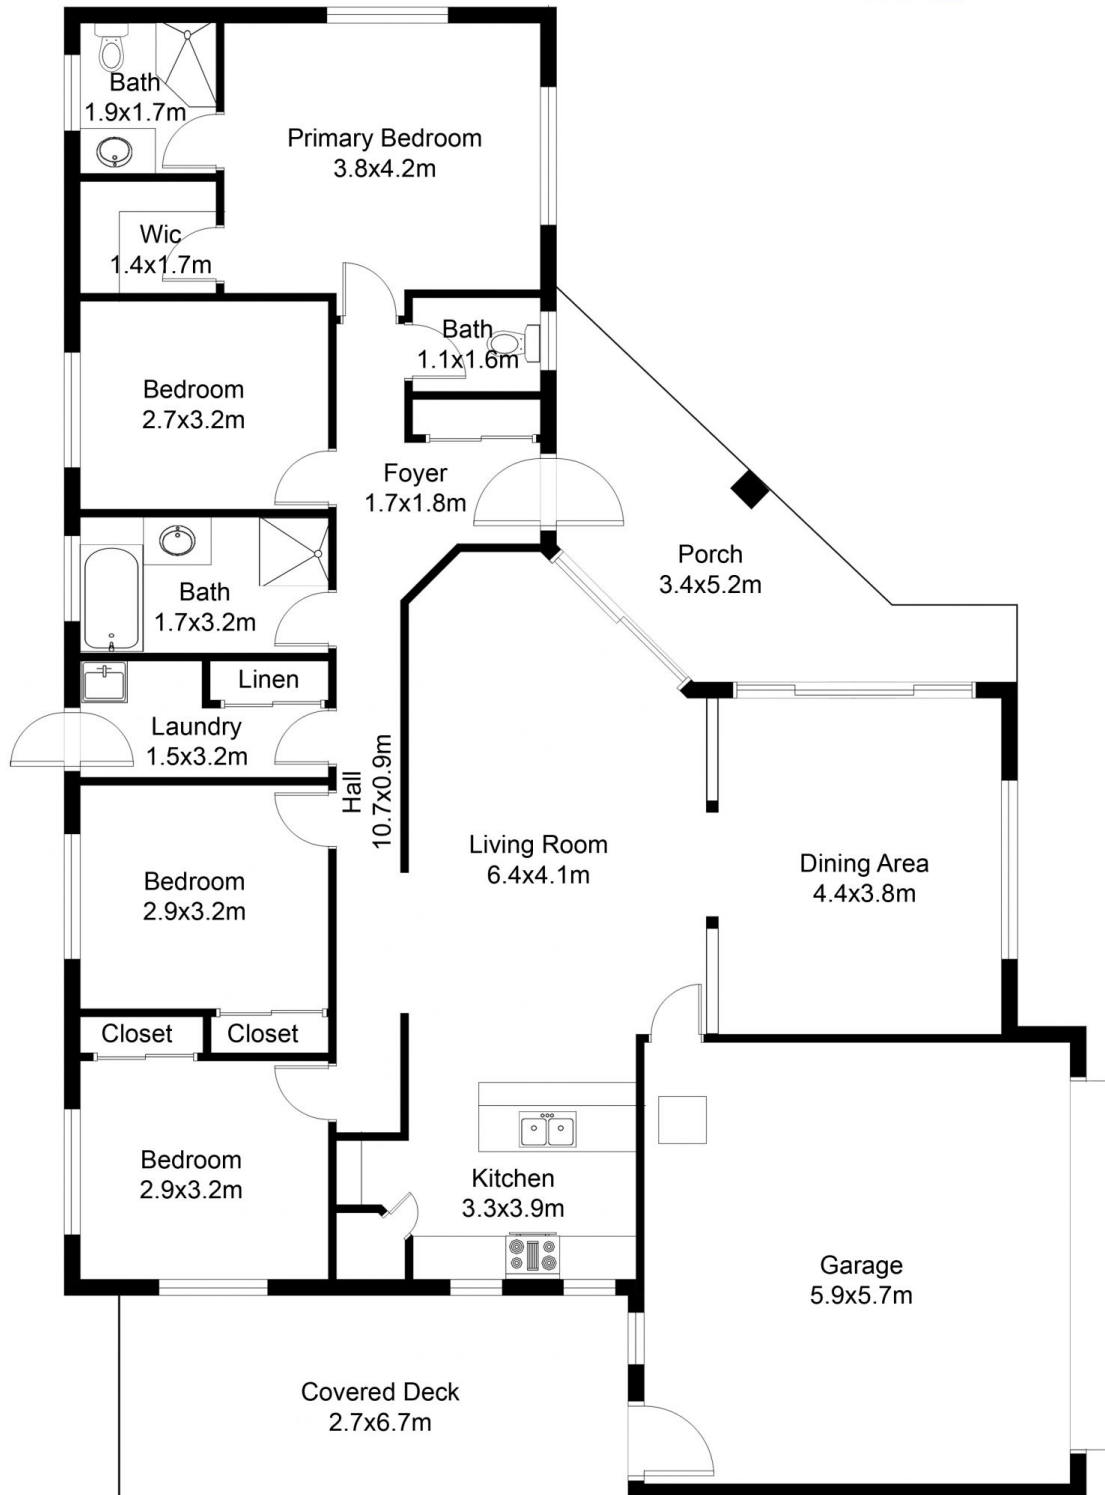 Bath
1.9x1.7m
Primary Bedroom
3.8x4.2m
Wic
1.4x1.7m
Bath
1.1x1.6m
Bedroom
2.7x3.2m
Foyer
1.7x1.8m
Porch
3.4x5.2m
Bath
1.7x3.2m
Linen
Laundry
1.5x3.2m
Hall
10.7x0.9m
Living Room
6.4x4.1m
Dining Area
4.4x3.8m
Bedroom
2.9x3.2m
Closet
Closet
Bedroom
2.9x3.2m
Kitchen
3.3x3.9m
Garage
5.9x5.7m
Covered Deck
2.7x6.7m